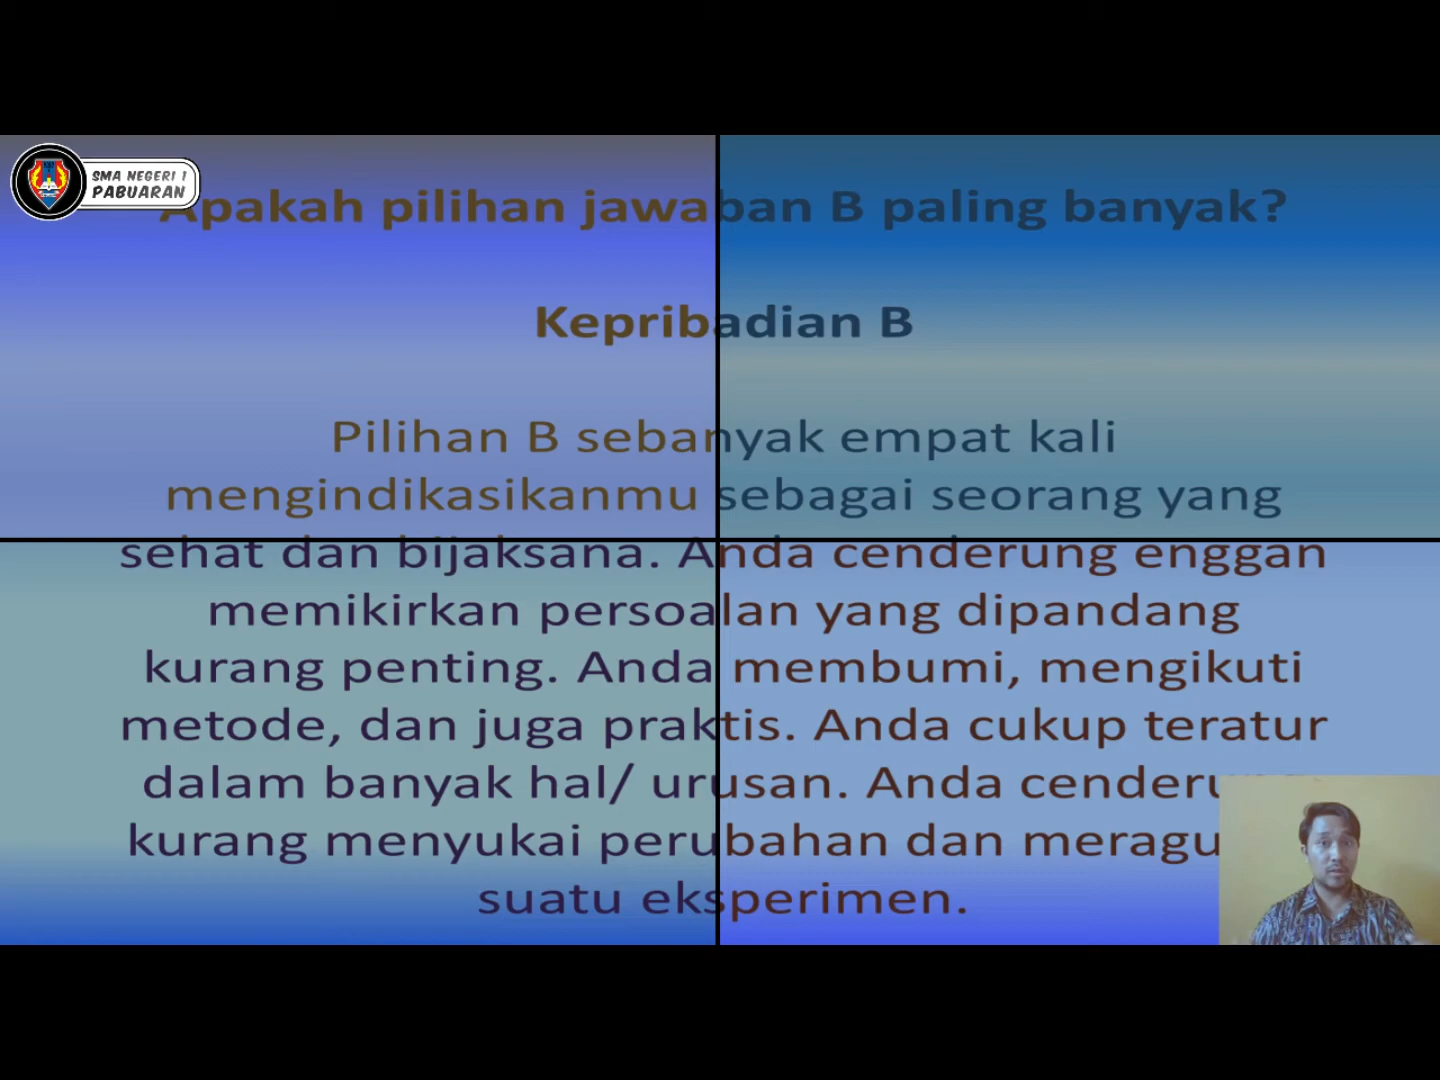 SMA NEGERI 1
PABUARAN
Apakah pilihan jawaban B paling banyak?
Kepribadian B
Pilihan B sebanyak empat kali
mengindikasikanmu sebagai seorang yang
sehat dan bijaksana. Anda cenderung enggan
memikirkan persoalan yang dipandang
kurang penting. Anda membumi, mengikuti
metode, dan juga praktis. Anda cukup teratur
dalam banyak hal/ urusan. Anda
kurang menyukai perubahan dan
suatu eksperimen.